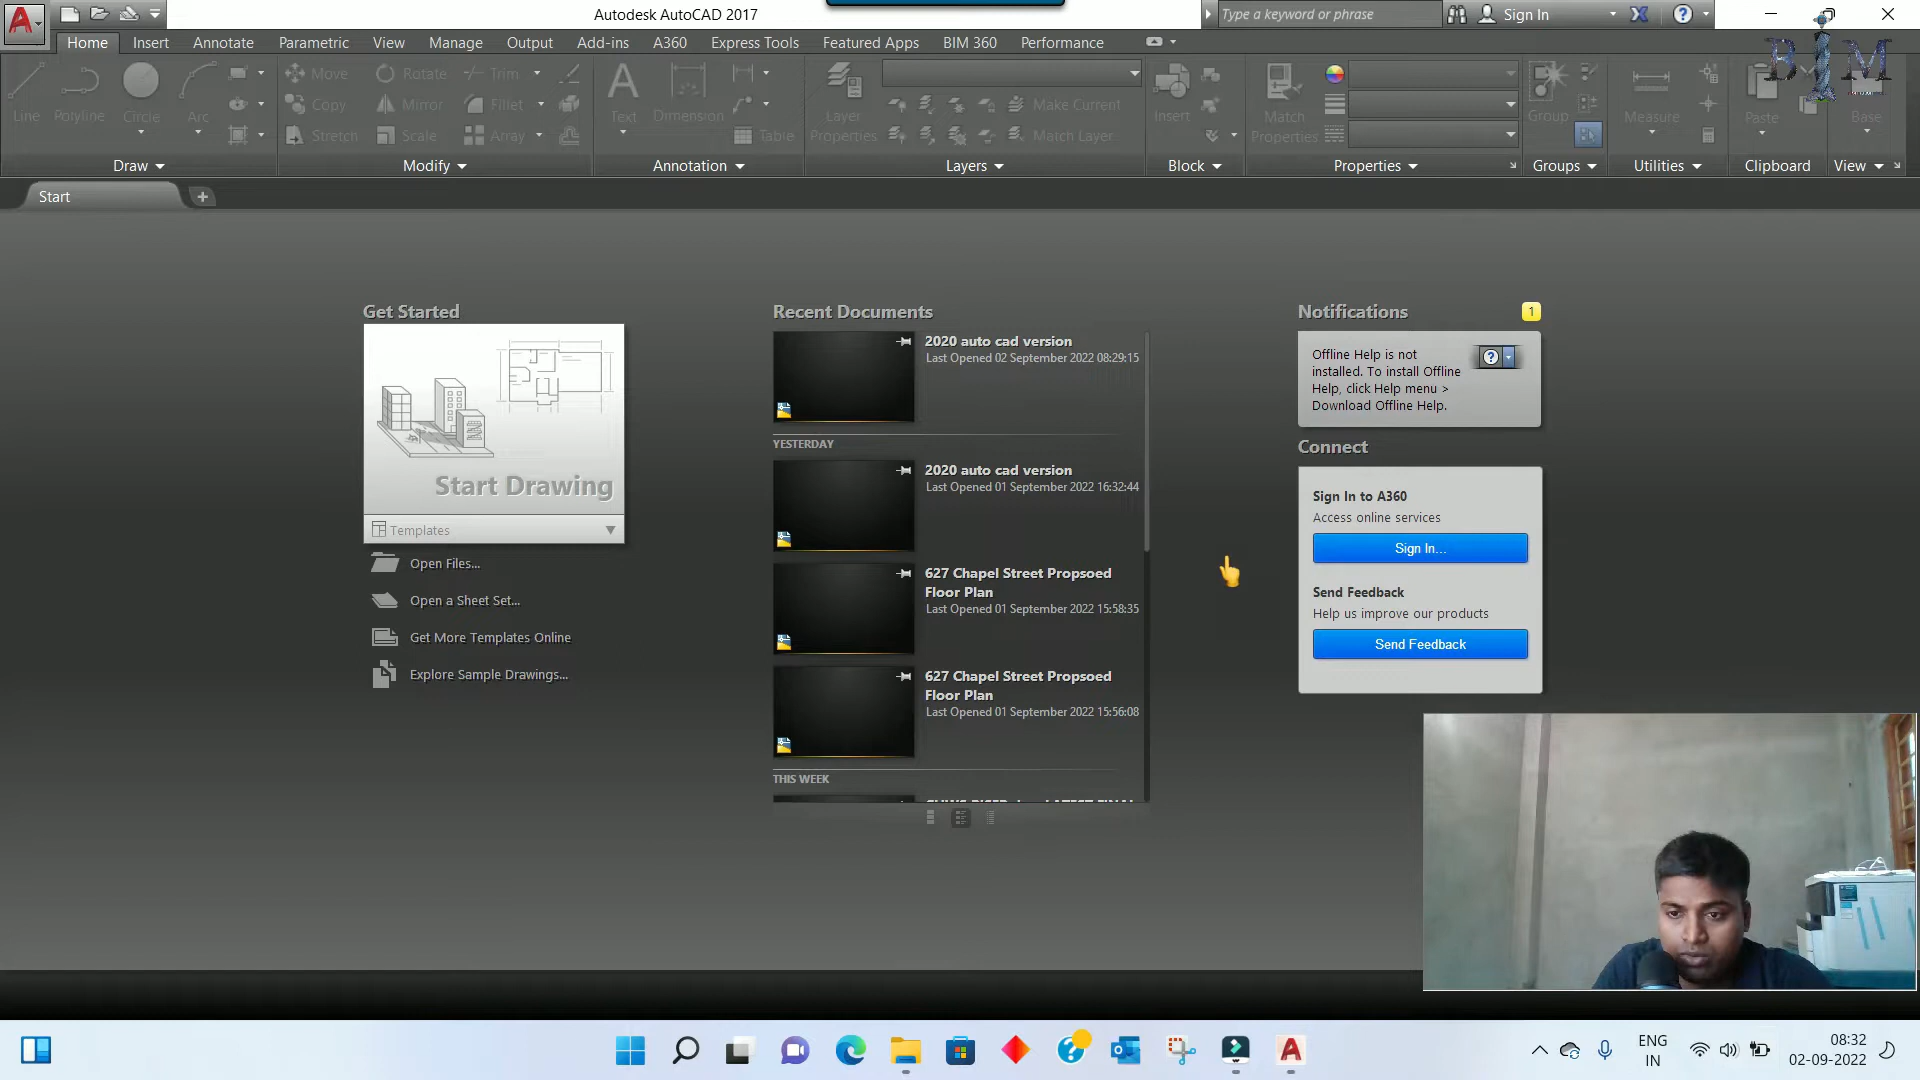 Autodesk AutoCAD 2017
Type a keyword or phrase
Sign In
Home Insert Annotate Parametric View Manage Output Add-ins A360 Express Tools Featured Apps BIM 360 Performance
BIM
Line
Polyline
Circle
Arc
Move
Rotate
Trim
Copy
Mirror
Fillet
Stretch
Scale
Array
Text
Dimension
Table
Layer
Properties
Make Current
Match Layer
Insert
Match
Properties
Group
Measure
Paste
Base
Draw
Modify
Annotation
Layers
Block
Properties
Groups
Utilities
Clipboard
View
Start
Get Started
Start Drawing
Templates
Open Files...
Open a Sheet Set...
Get More Templates Online
Explore Sample Drawings...
Recent Documents
2020 auto cad version
Last Opened 02 September 2022 08:29:15
YESTERDAY
2020 auto cad version
Last Opened 01 September 2022 16:32:44
627 Chapel Street Propsoed
Floor Plan
Last Opened 01 September 2022 15:58:35
627 Chapel Street Propsoed
Floor Plan
Last Opened 01 September 2022 15:56:08
THIS WEEK
Notifications
1
Offline Help is not
installed. To install Offline
Help, click Help menu >
Download Offline Help.
Connect
Sign In to A360
Access online services
Sign In...
Send Feedback
Help us improve our products
Send Feedback
ENG
IN
08:32
02-09-2022